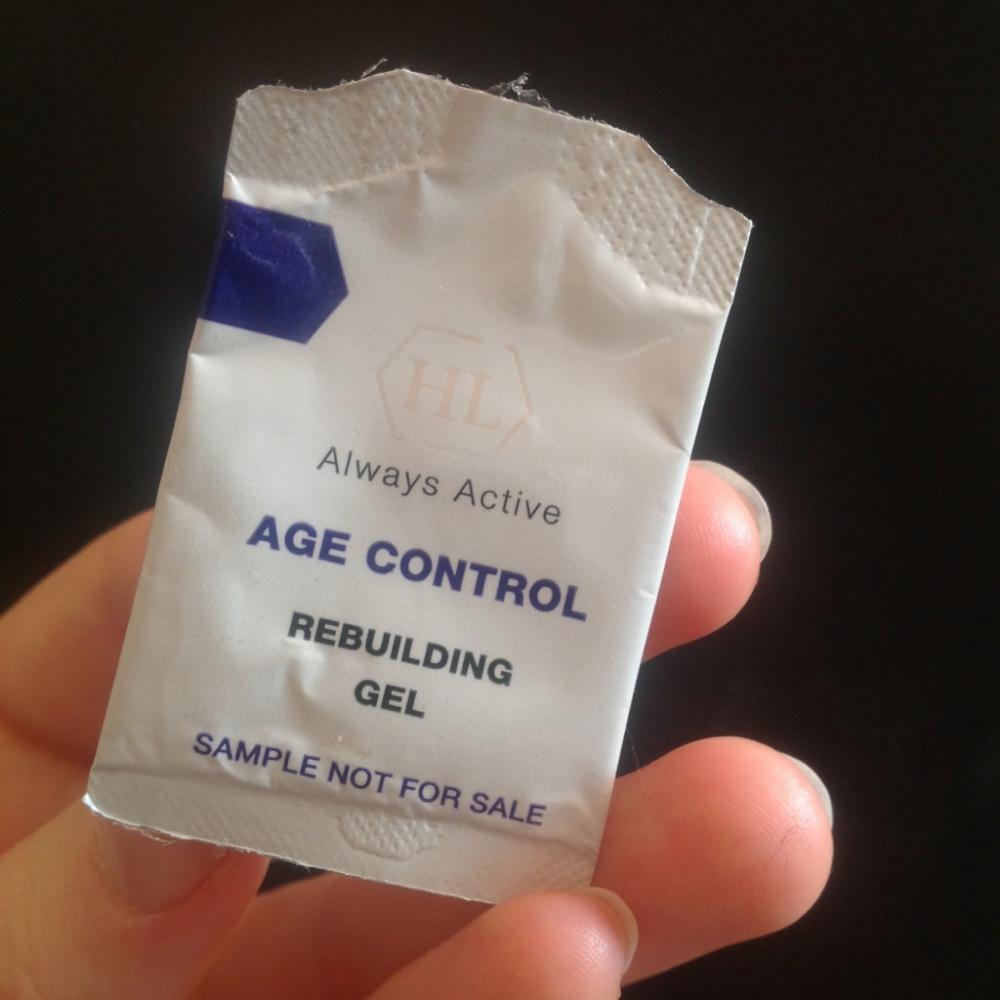 HL
Always Active
AGE CONTROL
REBUILDING
GEL
SAMPLE NOT FOR SALE